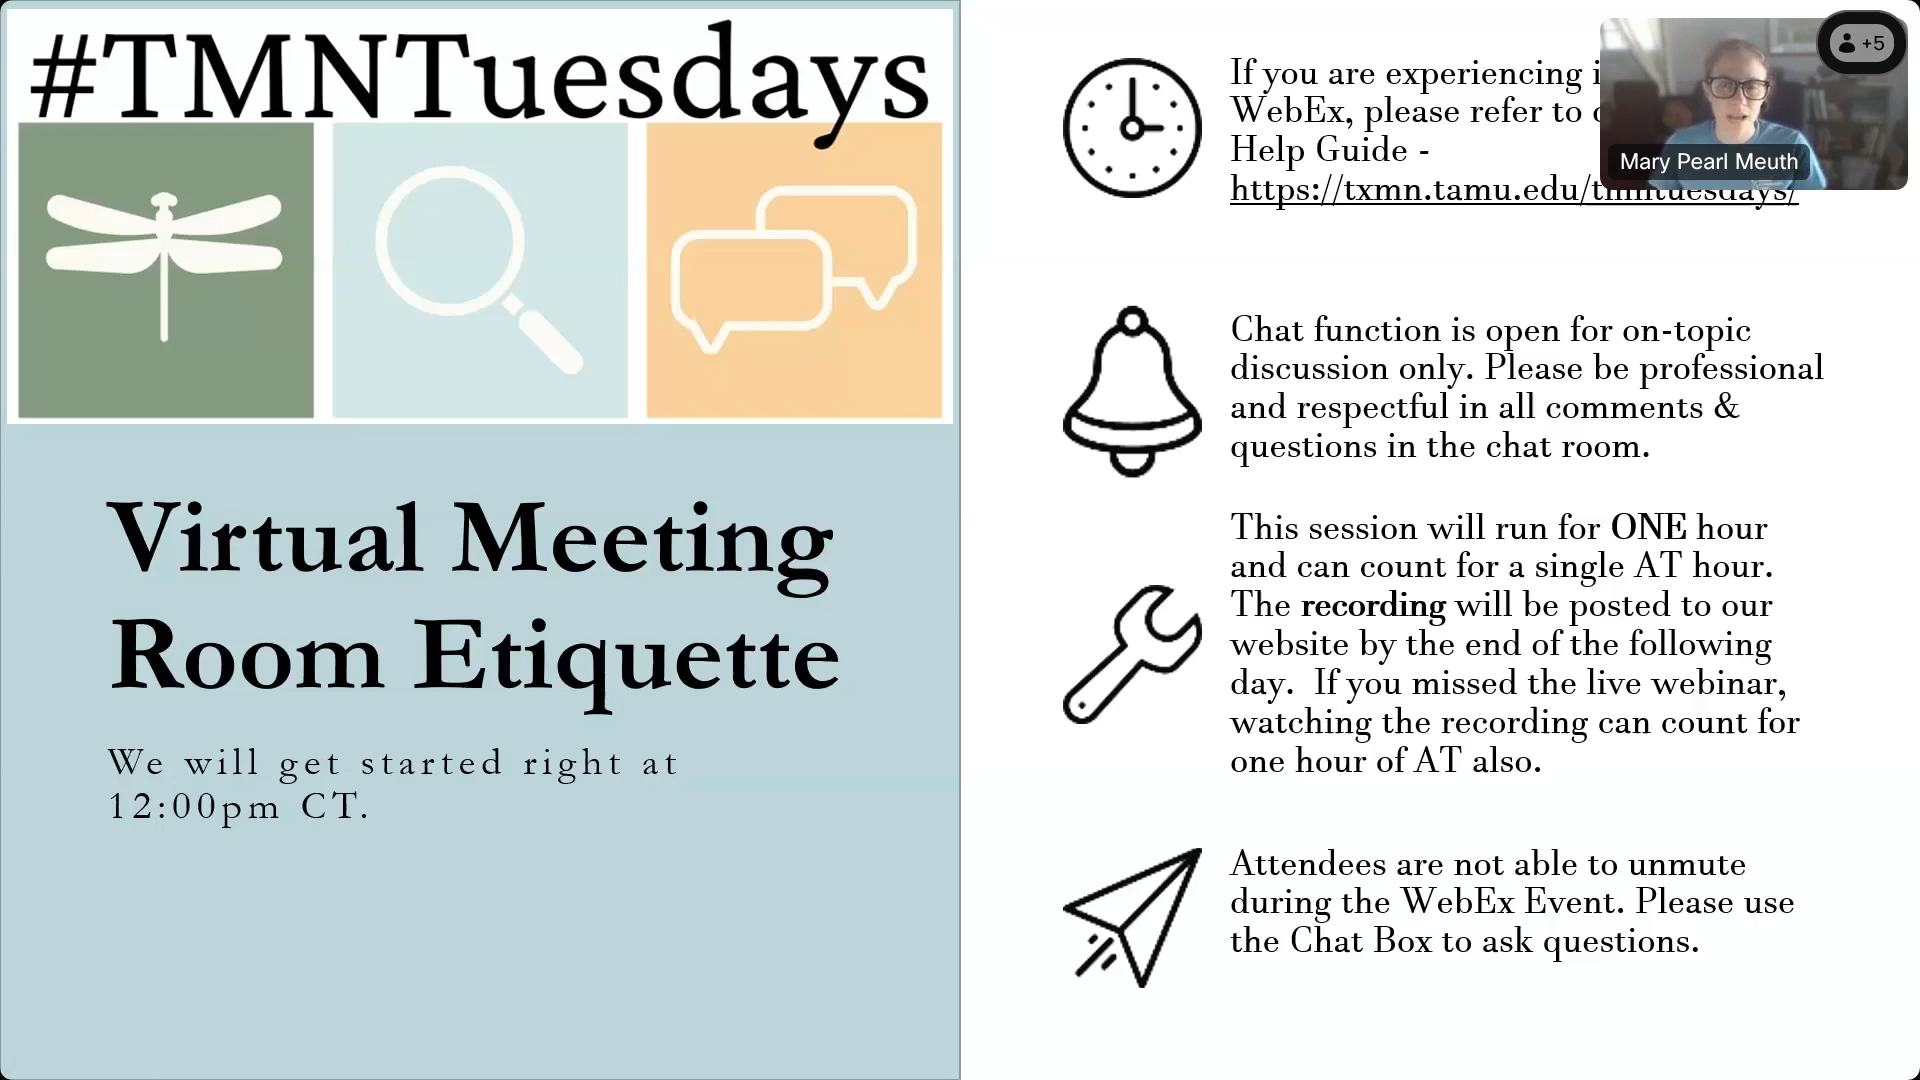 #TMNTuesdays
Virtual Meeting
Room Etiquette
We will get started right at
12:00pm CT.
If you are experiencing
WebEx, please refer to
Help Guide -
https://txmn.tamu.edu/tmntuesdays/
Chat function is open for on-topic
discussion only. Please be professional
and respectful in all comments &
questions in the chat room.
This session will run for ONE hour
and can count for a single AT hour.
The recording will be posted to our
website by the end of the following
day.  If you missed the live webinar,
watching the recording can count for
one hour of AT also.
Attendees are not able to unmute
during the WebEx Event. Please use
the Chat Box to ask questions.
+5
Mary Pearl Meuth